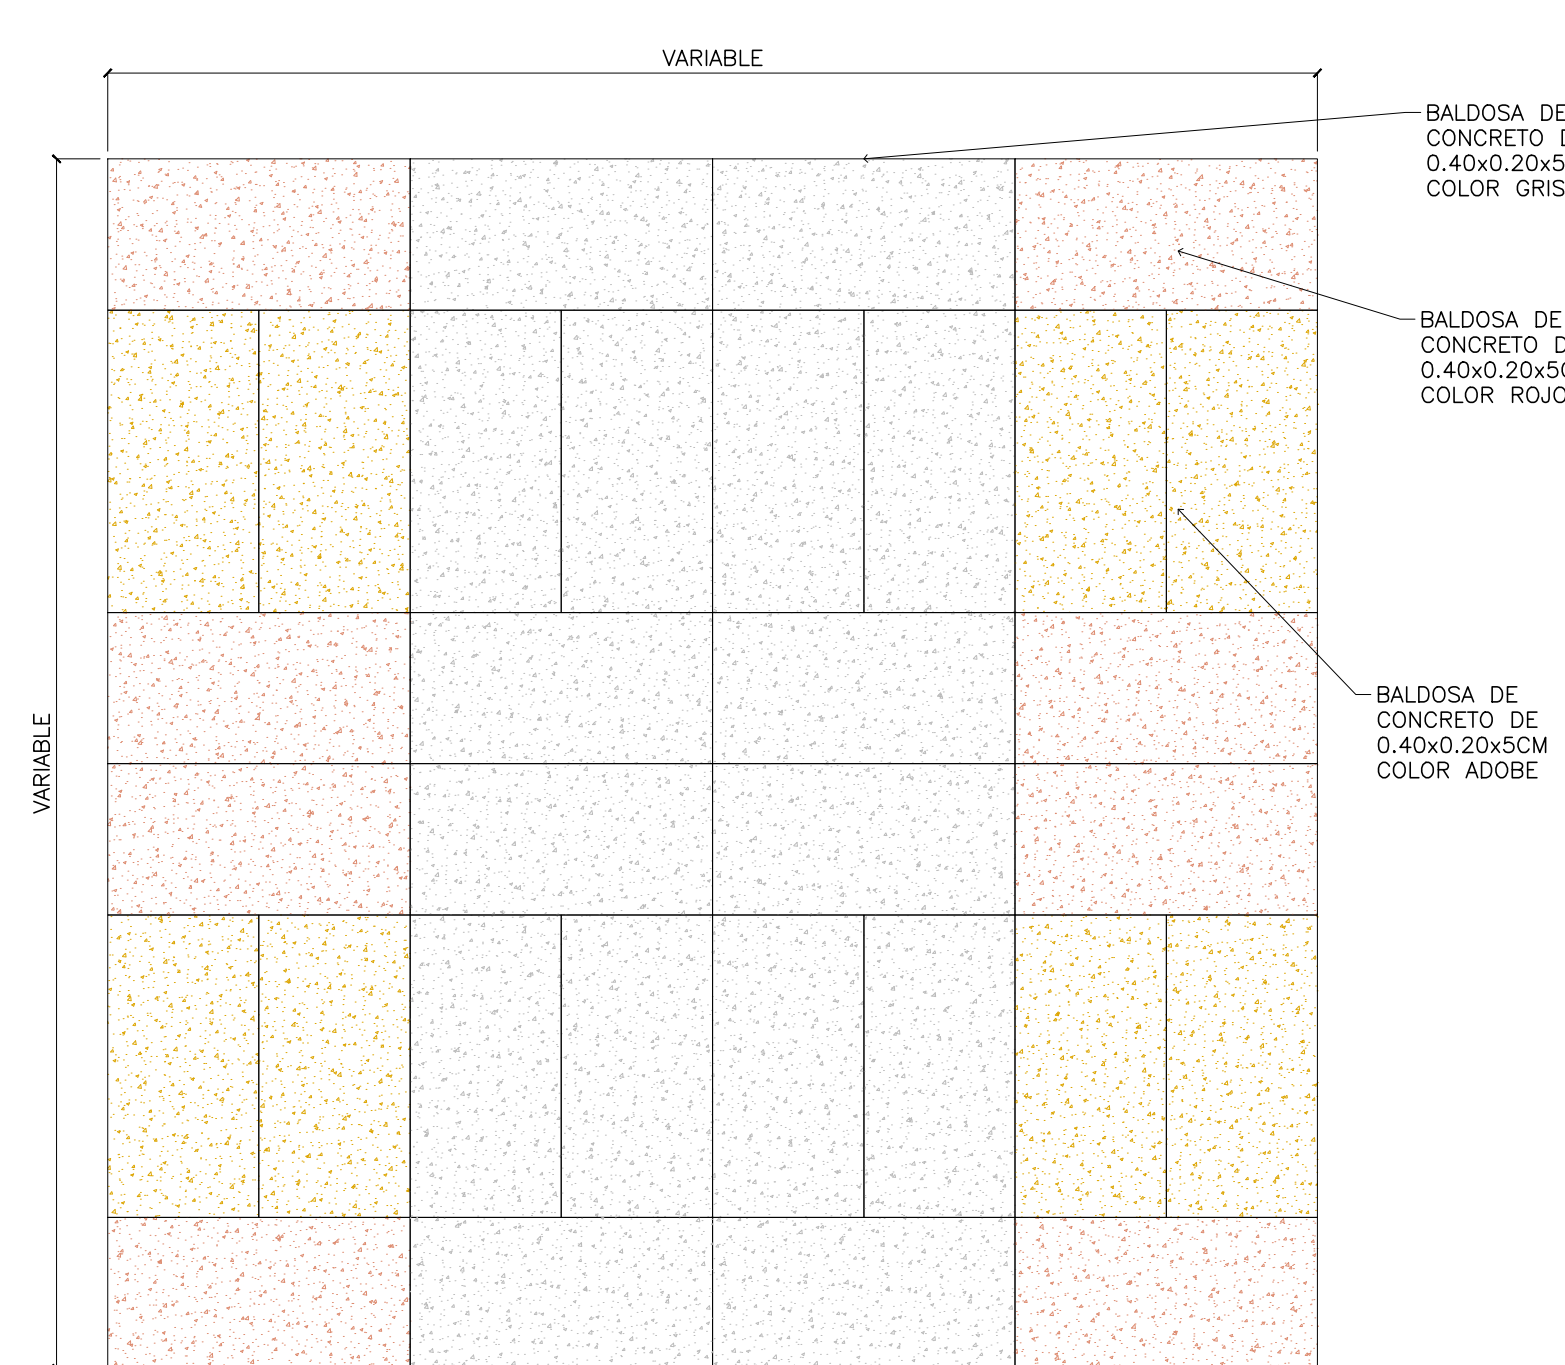 VARIABLE
BALDOSA DE
CONCRETO
0.40x0.20x5
COLOR GRIS
BALDOSA DE
CONCRETO
0.40x0.20x5
COLOR ROJO
VARIABLE
BALDOSA DE
CONCRETO DE
0.40x0.20x5CM
COLOR ADOBE